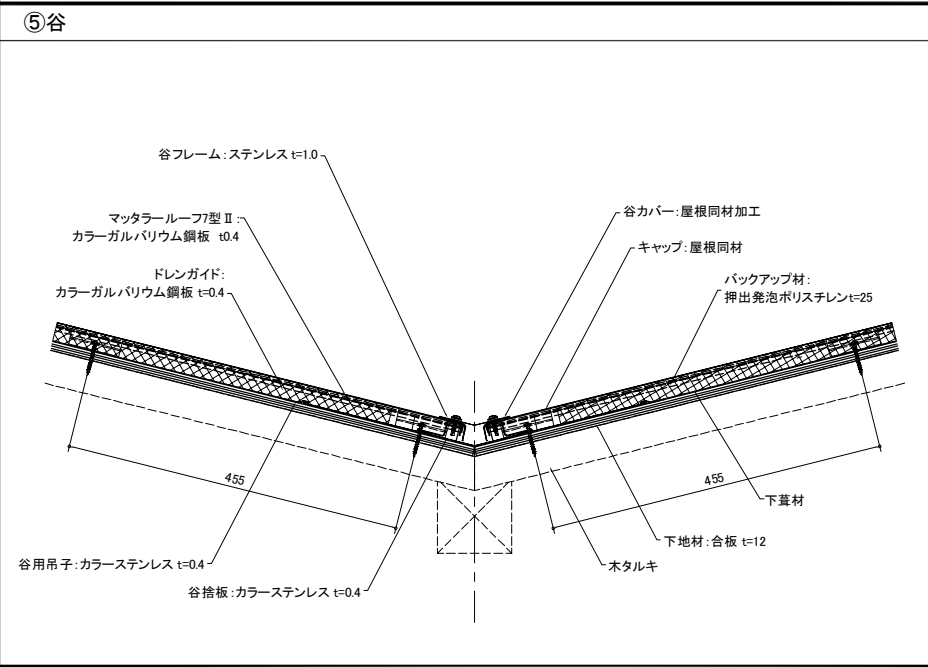 ⑤谷
谷フレーム:ステンレス t=1.0
マッタラールーフ7型Ⅱ:
カラーガルバリウム鋼板 t0.4
ドレンガイド:
カラーガルバリウム鋼板 t=0.4
谷カバー:屋根同材加工
キャップ:屋根同材
バックアップ材:
押出発泡ポリスチレンt=25
455
455
下葺材
下地材:合板 t=12
木タルキ
谷用吊子:カラーステンレス t=0.4
谷捨板:カラーステンレス t=0.4